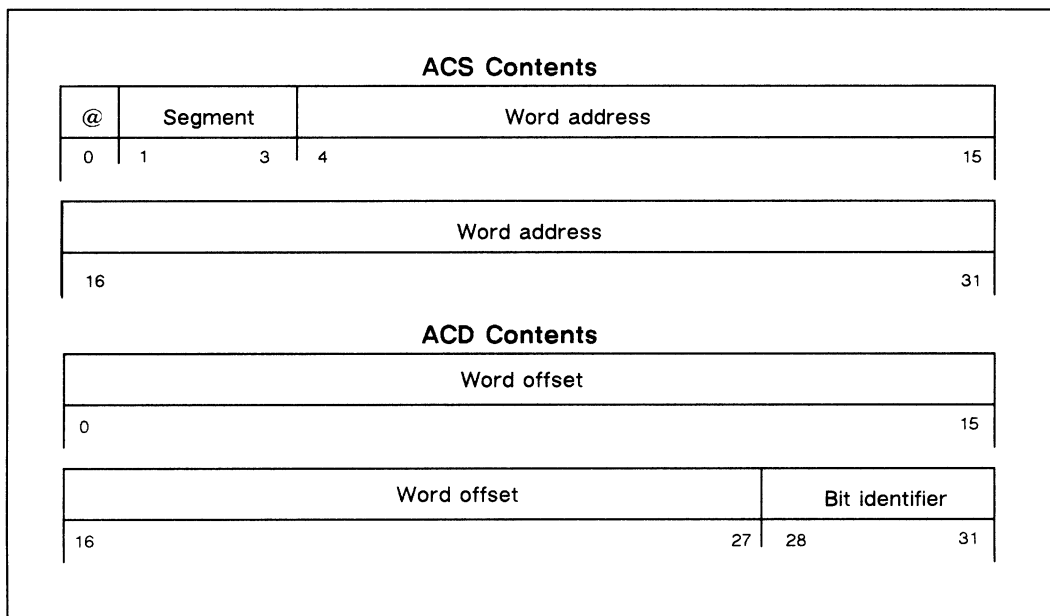 ACS Contents
@ Segment Word address
0 1 3 4 15
Word address
16 31
ACD Contents
Word offset
0 15
Word offset Bit identifier
16 27 28 31